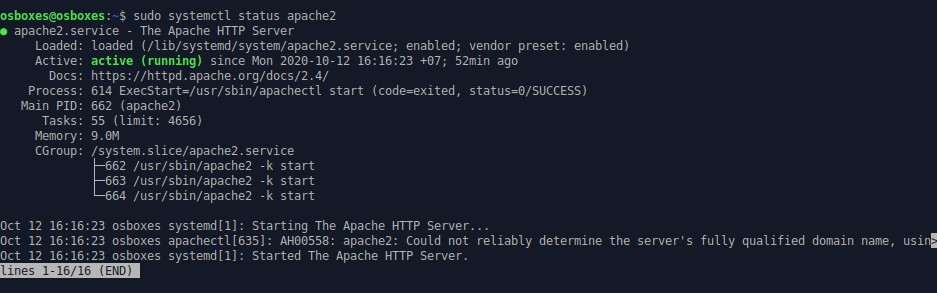 osboxes@osboxes:~$ sudo systemctl status apache2
● apache2.service - The Apache HTTP Server
     Loaded: loaded (/lib/systemd/system/apache2.service; enabled; vendor preset: enabled)
     Active: active (running) since Mon 2020-10-12 16:16:23 +07; 52min ago
       Docs: https://httpd.apache.org/docs/2.4/
    Process: 614 ExecStart=/usr/sbin/apachectl start (code=exited, status=0/SUCCESS)
   Main PID: 662 (apache2)
      Tasks: 55 (limit: 4656)
     Memory: 9.0M
     CGroup: /system.slice/apache2.service
             ├─662 /usr/sbin/apache2 -k start
             ├─663 /usr/sbin/apache2 -k start
             └─664 /usr/sbin/apache2 -k start
Oct 12 16:16:23 osboxes systemd[1]: Starting The Apache HTTP Server...
Oct 12 16:16:23 osboxes apachectl[635]: AH00558: apache2: Could not reliably determine the server's fully qualified domain name, usin>
Oct 12 16:16:23 osboxes systemd[1]: Started The Apache HTTP Server.
lines 1-16/16 (END)